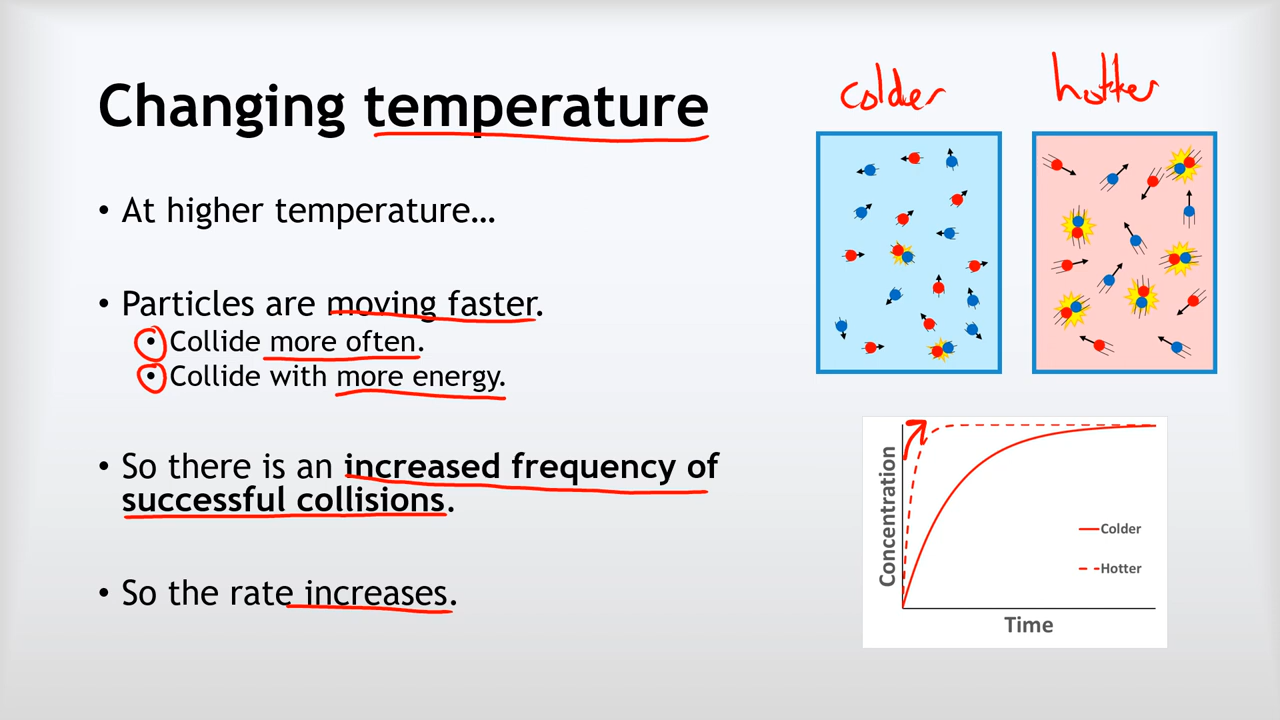 Changing temperature
• At higher temperature…
• Particles are moving faster.
• Collide more often.
• Collide with more energy.
• So there is an increased frequency of
successful collisions.
• So the rate increases.
colder
hotter
Concentration
Colder
Hotter
Time